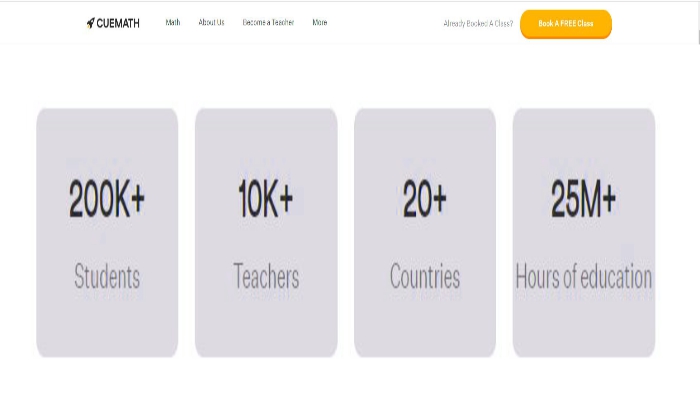 CUEMATH
Math
About Us
Become a Teacher
More
Already Booked A Class?
Book A FREE Class
200K+
Students
10K+
Teachers
20+
Countries
25M+
Hours of education